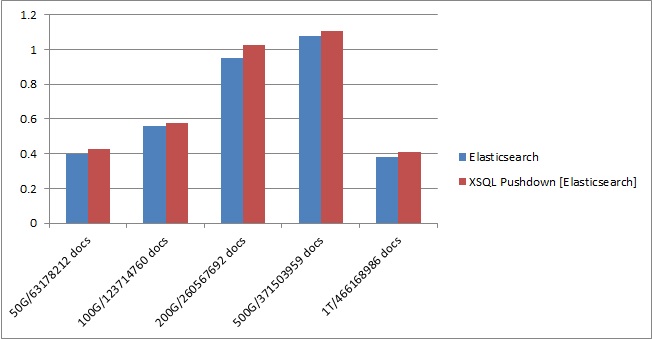 1.2
1
0.8
0.6
0.4
0.2
0
50G/63178212 docs
100G/123714760 docs
200G/260567692 docs
500G/371503959 docs
1T/466168986 docs
Elasticsearch
XSQL Pushdown [Elasticsearch]